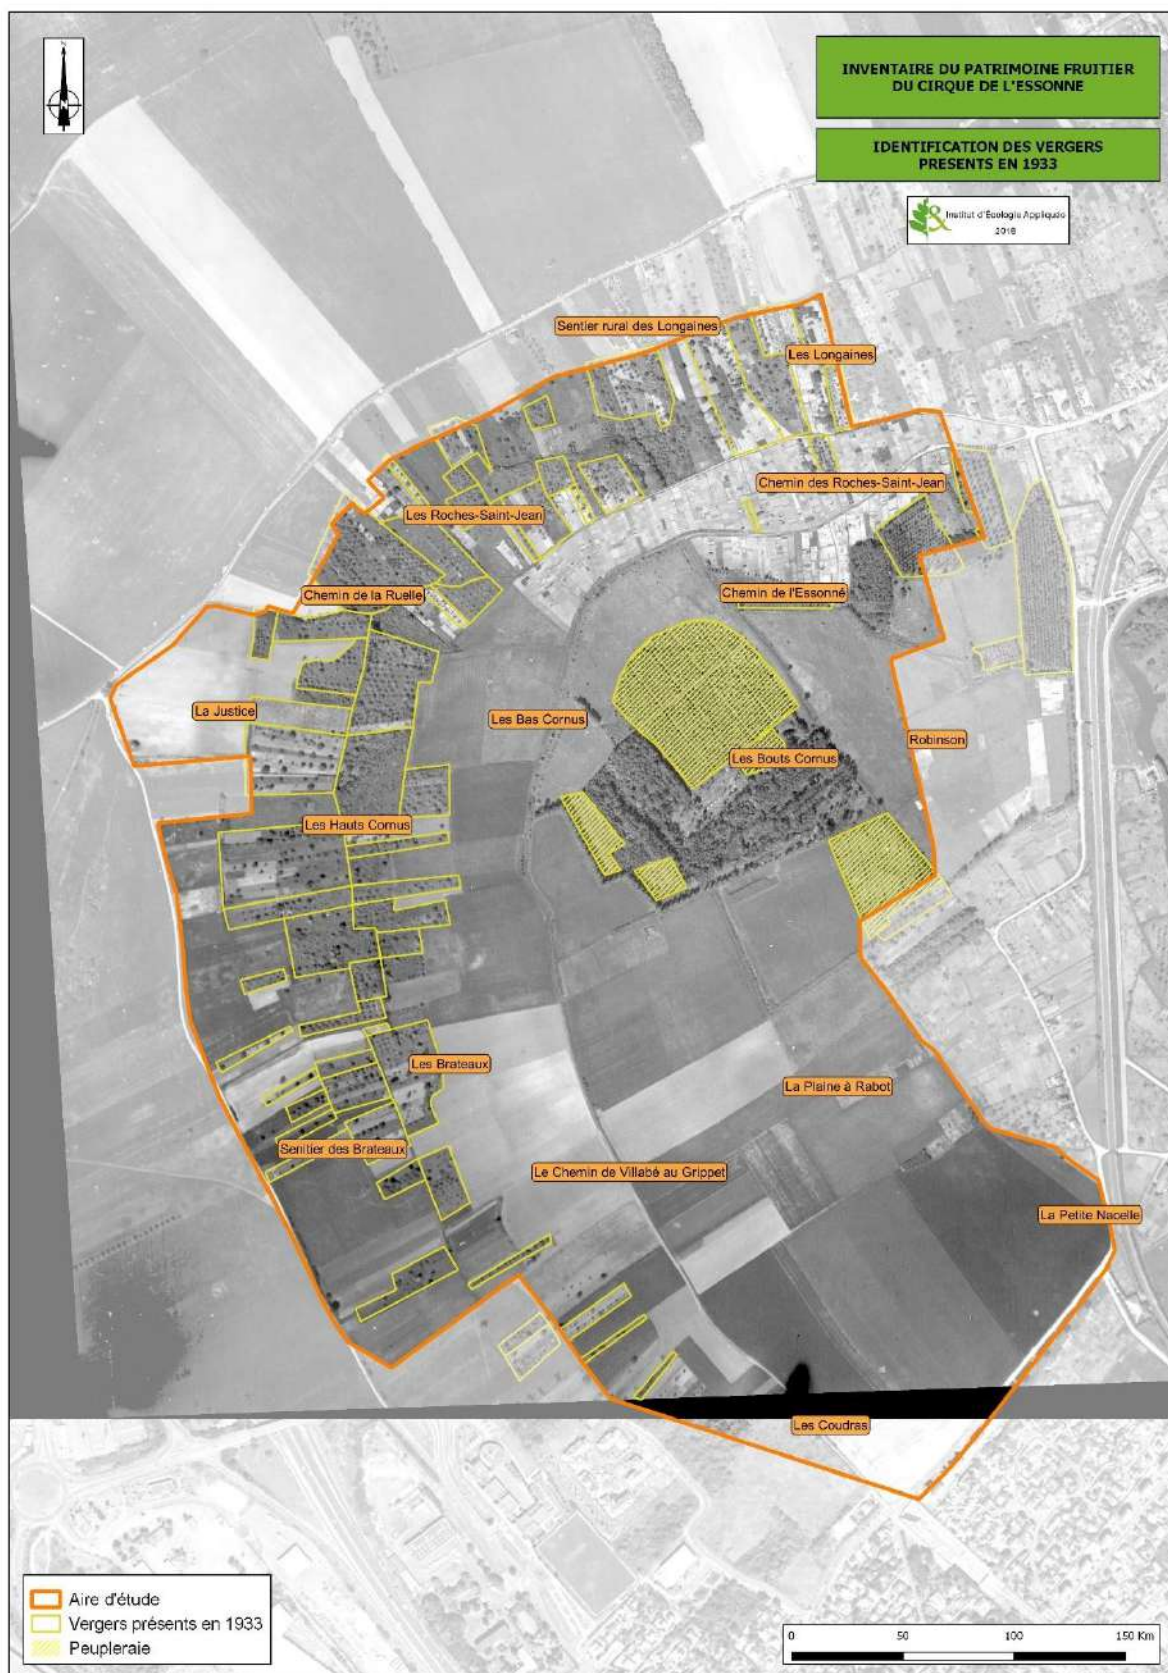 INVENTAIRE DU PATRIMOINE FRUITIER
DU CIRQUE DE L'ESSONNE
IDENTIFICATION DES VERGERS
PRESENTS EN 1933
Institut d'Écologie Appliquée
2016
N
Sentier rural des Longaines
Les Longaines
Chemin des Roches-Saint-Jean
Les Roches-Saint-Jean
Chemin de la Ruelle
Chemin de l'Essonné
La Justice
Les Bas Cornus
Robinson
Les Bouts Cornus
Les Hauts Cornus
Les Brateaux
La Plaine à Rabot
Senitier des Brateaux
Le Chemin de Villabé au Grippet
La Petite Nacelle
Les Coudras
Aire d'étude
Vergers présents en 1933
Peupleraie
0 50 100 150 Km